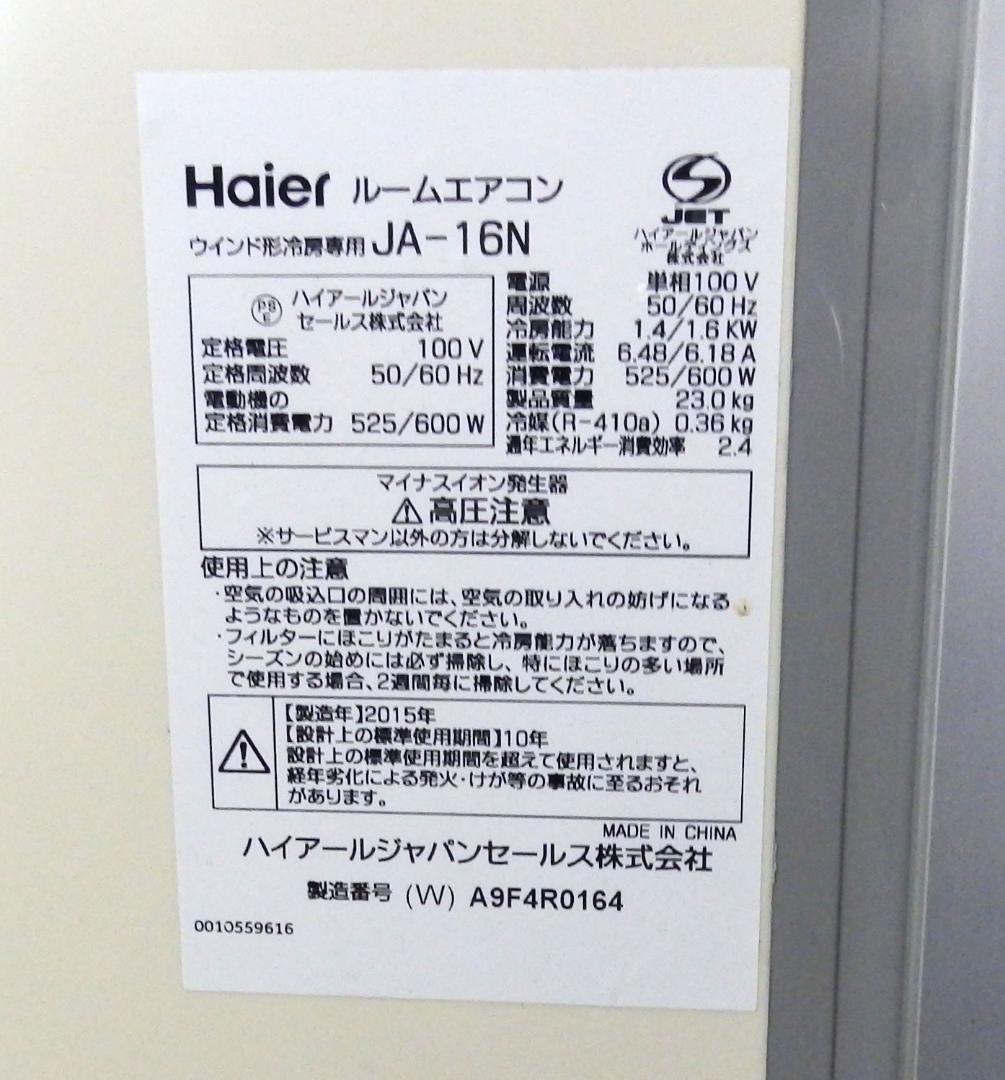 Haier ルームエアコン
ウインド形冷房専用 JA-16N
JET
ハイアールジャパン
ホールディングス
株式会社
PS
E
ハイアールジャパン
セールス株式会社
定格電圧 100 V
定格周波数 50/60 Hz
電動機の
定格消費電力 525/600 W
電源 単相100 V
周波数 50/60 Hz
冷房能力 1.4/1.6 KW
運転電流 6.48/6.18 A
消費電力 525/600 W
製品質量 23.0 kg
冷媒(R-410a) 0.36 kg
通年エネルギー消費効率 2.4
マイナスイオン発生器
⚠高圧注意
※サービスマン以外の方は分解しないでください。
使用上の注意
・空気の吸込口の周囲には、空気の取り入れの妨げになる
ようなものを置かないでください。
・フィルターにほこりがたまると冷房能力が落ちますので、
シーズンの始めには必ず掃除し、特にほこりの多い場所
で使用する場合、2週間毎に掃除してください。
【製造年】2015年
【設計上の標準使用期間】10年
設計上の標準使用期間を超えて使用されますと、
経年劣化による発火・けが等の事故に至るおそれ
があります。
MADE IN CHINA
ハイアールジャパンセールス株式会社
製造番号 (W) A9F4R0164
0010559616